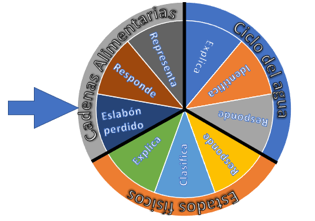 Cadenas Alimentarias
Ciclo del agua
Estados físicos
Explica
Identifica
Responde
Responde
Clasifica
Explica
Eslabón
perdido
Responde
Representa